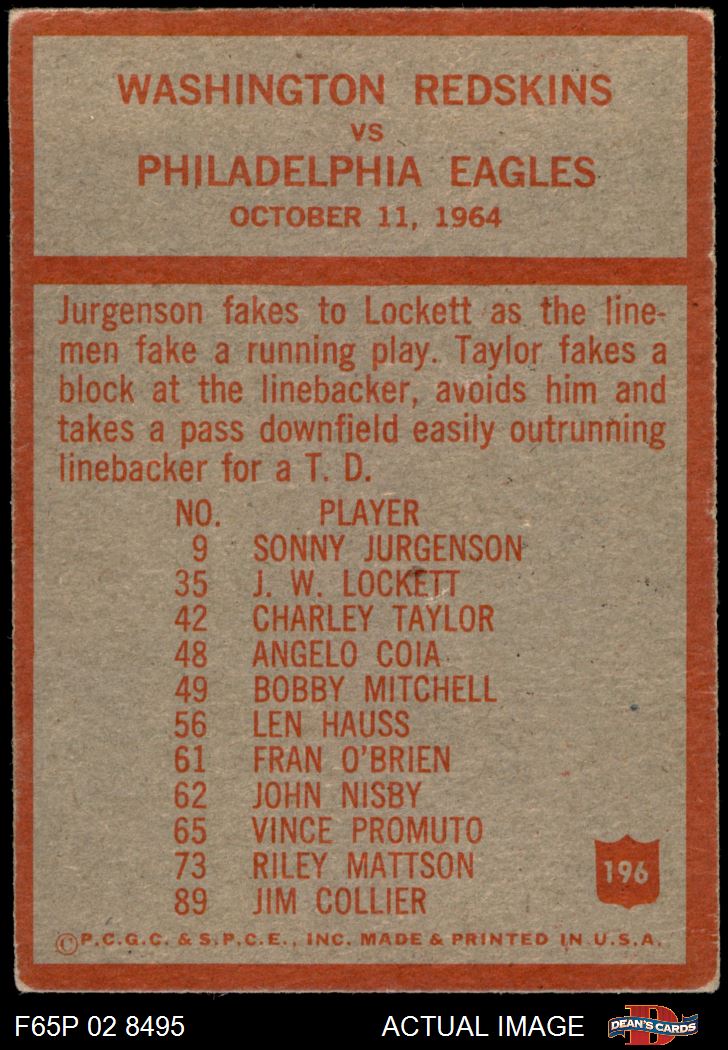 WASHINGTON REDSKINS
VS
PHILADELPHIA EAGLES
OCTOBER 11, 1964
Jurgenson fakes to Lockett as the line-
men fake a running play. Taylor fakes a
block at the linebacker, avoids him and
takes a pass downfield easily outrunning
linebacker for a T. D.
NO. PLAYER
9 SONNY JURGENSON
35 J. W. LOCKETT
42 CHARLEY TAYLOR
48 ANGELO COIA
49 BOBBY MITCHELL
56 LEN HAUSS
61 FRAN O'BRIEN
62 JOHN NISBY
65 VINCE PROMUTO
73 RILEY MATTSON
89 JIM COLLIER
196
©P.C.G.C. & S.P.C.E., INC. MADE & PRINTED IN U.S.A.
F65P 02 8495 ACTUAL IMAGE D DEAN'S CARDS